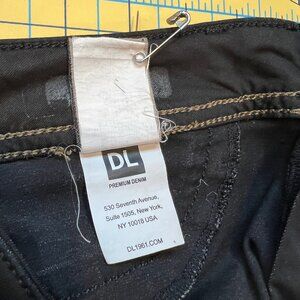 DL
PREMIUM DENIM
530 Seventh Avenue,
Suite 1505, New York,
NY 10018 USA
DL1961.COM